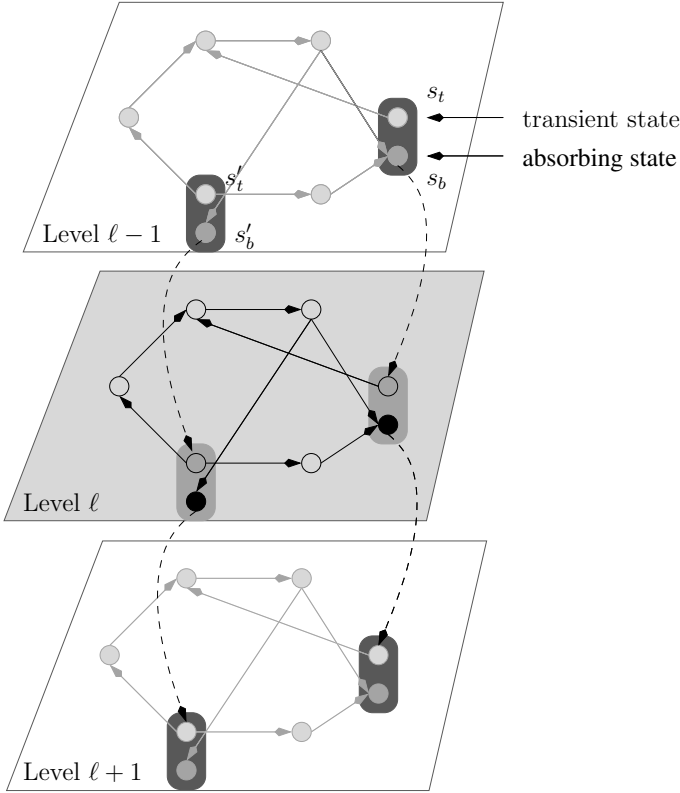 s_t
transient state
absorbing state
s_b
s'_t
s'_b
Level ℓ − 1
Level ℓ
Level ℓ + 1